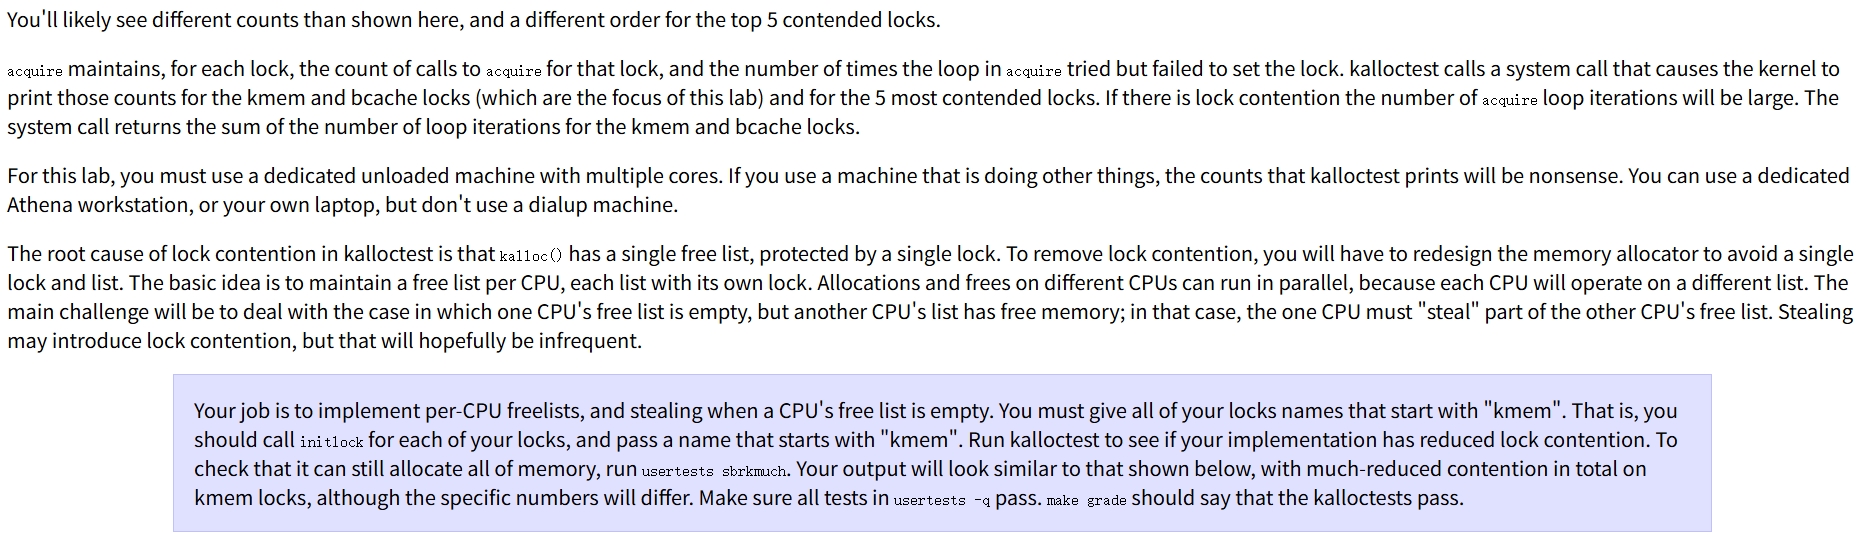 You'll likely see different counts than shown here, and a different order for the top 5 contended locks.
acquire maintains, for each lock, the count of calls to acquire for that lock, and the number of times the loop in acquire tried but failed to set the lock. kalloctest calls a system call that causes the kernel to
print those counts for the kmem and bcache locks (which are the focus of this lab) and for the 5 most contended locks. If there is lock contention the number of acquire loop iterations will be large. The
system call returns the sum of the number of loop iterations for the kmem and bcache locks.
For this lab, you must use a dedicated unloaded machine with multiple cores. If you use a machine that is doing other things, the counts that kalloctest prints will be nonsense. You can use a dedicated
Athena workstation, or your own laptop, but don't use a dialup machine.
The root cause of lock contention in kalloctest is that kalloc() has a single free list, protected by a single lock. To remove lock contention, you will have to redesign the memory allocator to avoid a single
lock and list. The basic idea is to maintain a free list per CPU, each list with its own lock. Allocations and frees on different CPUs can run in parallel, because each CPU will operate on a different list. The
main challenge will be to deal with the case in which one CPU's free list is empty, but another CPU's list has free memory; in that case, the one CPU must "steal" part of the other CPU's free list. Stealing
may introduce lock contention, but that will hopefully be infrequent.
Your job is to implement per-CPU freelists, and stealing when a CPU's free list is empty. You must give all of your locks names that start with "kmem". That is, you
should call initlock for each of your locks, and pass a name that starts with "kmem". Run kalloctest to see if your implementation has reduced lock contention. To
check that it can still allocate all of memory, run usertests sbrkmuch. Your output will look similar to that shown below, with much-reduced contention in total on
kmem locks, although the specific numbers will differ. Make sure all tests in usertests -q pass. make grade should say that the kalloctests pass.